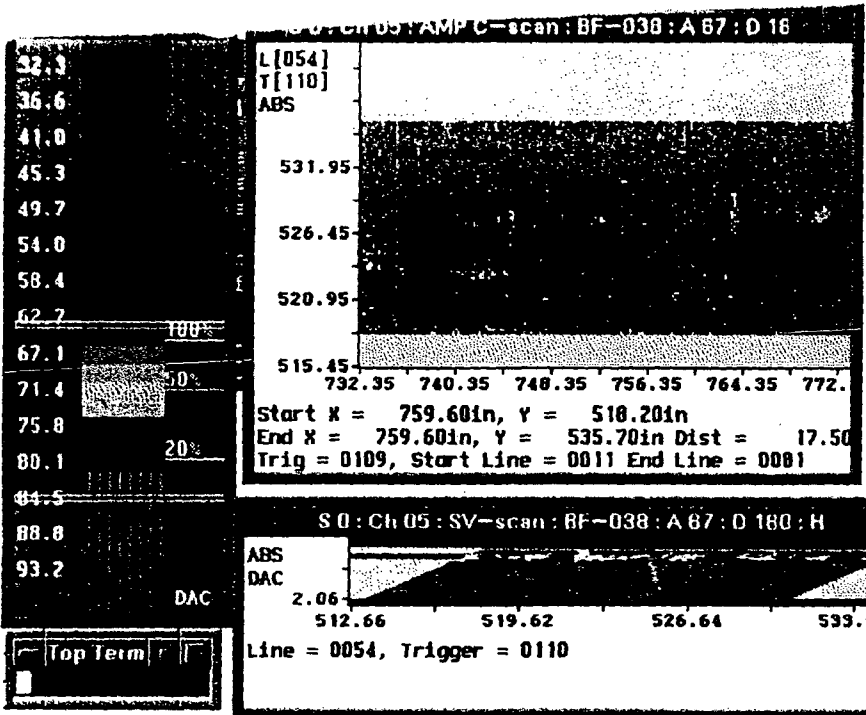 32.3
36.6
41.0
45.3
49.7
54.0
58.4
62.7
67.1
71.4
75.8
80.1
84.5
88.8
93.2
100%
50%
20%
DAC
Top Term
S 0 : Ch 05 : AMP C-scan : BF-038 : A 67 : D 18
L[054]
T[110]
ABS
531.95
526.45
520.95
515.45
732.35 740.35 748.35 756.35 764.35 772.
Start X = 759.60in, Y = 518.20in
End X = 759.60in, Y = 535.70in Dist = 17.50
Trig = 0109, Start Line = 0011 End Line = 0081
S 0 : Ch 05 : SV-scan : BF-038 : A 67 : D 180 : H
ABS
DAC
2.06
512.66 519.62 526.64 533.
Line = 0054, Trigger = 0110